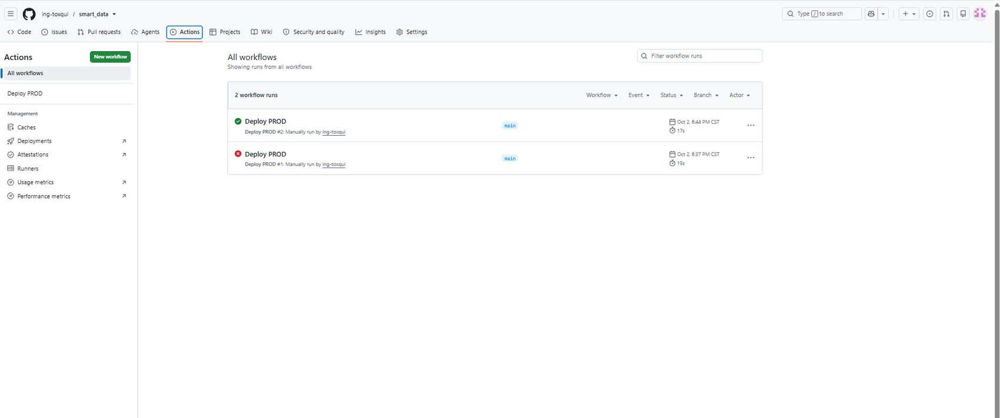 ing-toxqui / smart_data
Type / to search
Code Issues Pull requests Agents Actions Projects Wiki Security and quality Insights Settings
Actions
New workflow
All workflows
Deploy PROD
Management
Caches
Deployments
Attestations
Runners
Usage metrics
Performance metrics
All workflows
Showing runs from all workflows
Filter workflow runs
2 workflow runs
Workflow Event Status Branch Actor
Deploy PROD
Deploy PROD #2: Manually run by ing-toxqui
main
Oct 2, 6:44 PM CST
17s
Deploy PROD
Deploy PROD #1: Manually run by ing-toxqui
main
Oct 2, 6:37 PM CST
15s